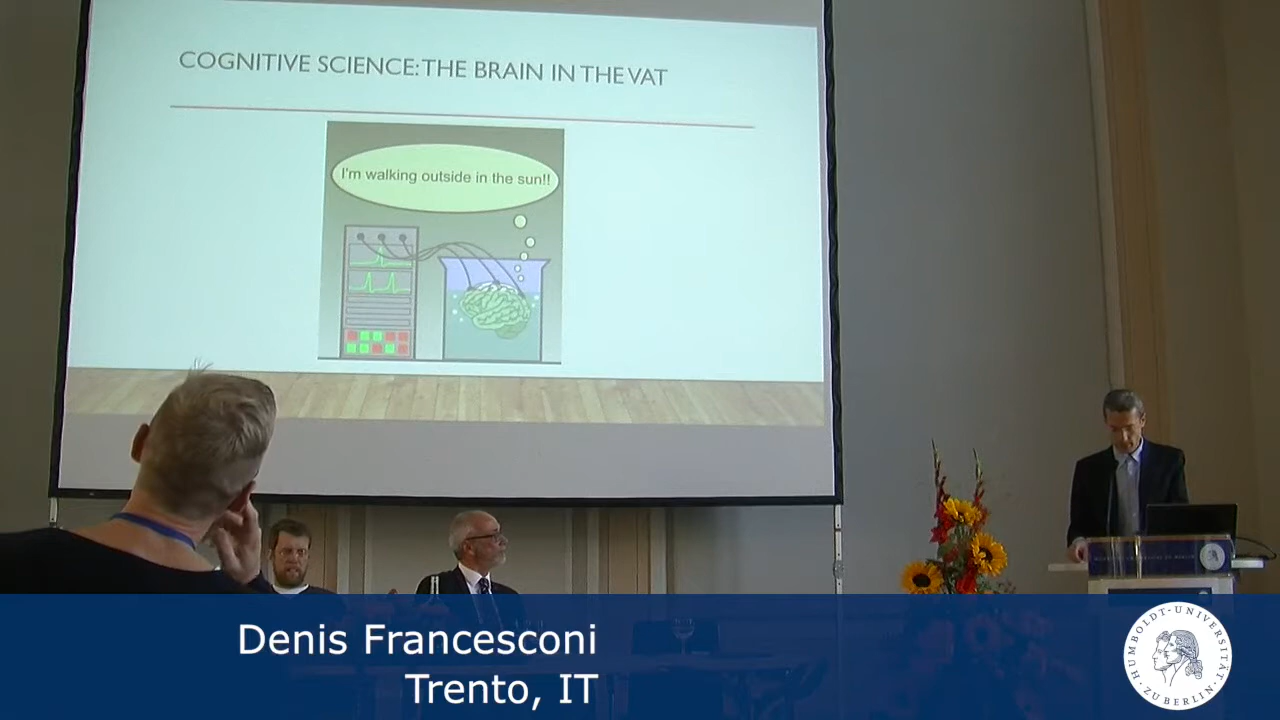 COGNITIVE SCIENCE: THE BRAIN IN THE VAT
I'm walking outside in the sun!!
Denis Francesconi
Trento, IT
HUMBOLDT-UNIVERSITÄT
ZU BERLIN